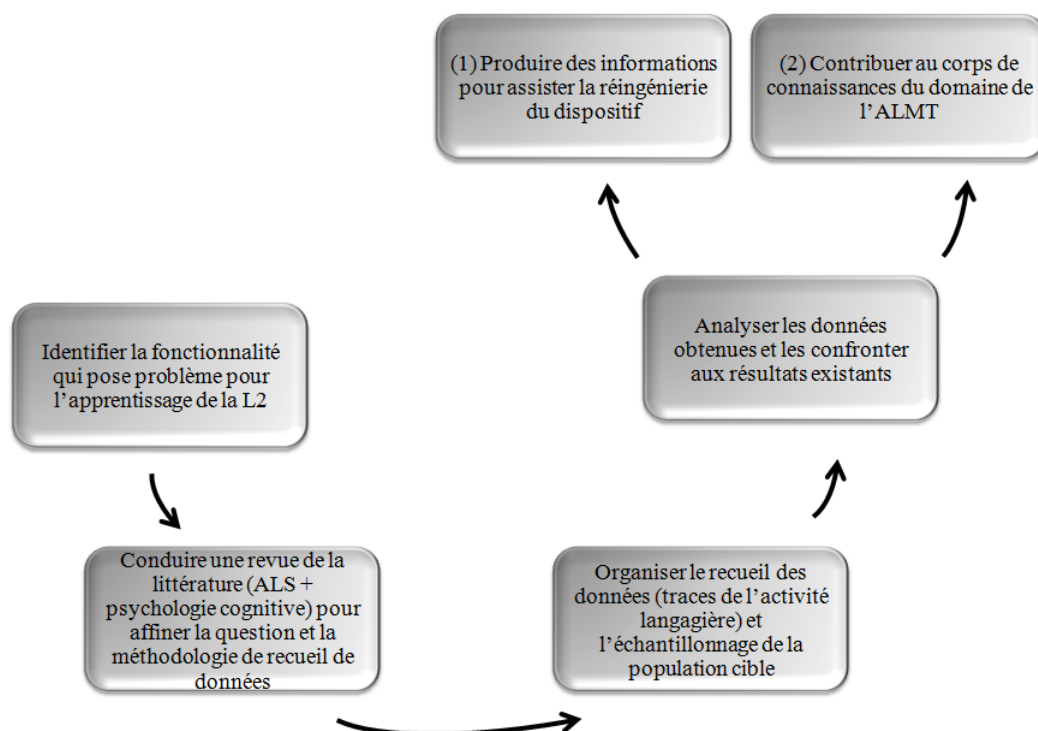 (1) Produire des informations
pour assister la réingénierie
du dispositif
(2) Contribuer au corps de
connaissances du domaine de
l’ALMT
Identifier la fonctionnalité
qui pose problème pour
l’apprentissage de la L2
Analyser les données
obtenues et les confronter
aux résultats existants
Conduire une revue de la
littérature (ALS +
psychologie cognitive) pour
affiner la question et la
méthodologie de recueil de
données
Organiser le recueil des
données (traces de l’activité
langagière) et
l’échantillonnage de la
population cible